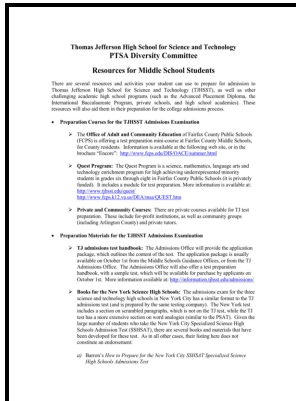 Thomas Jefferson High School for Science and Technology
PTSA Diversity Committee
Resources for Middle School Students
There are several resources and activities your student can use to prepare for admission to
Thomas Jefferson High School for Science and Technology (TJHSST), as well as other
challenging academic high school programs (such as the Advanced Placement Diploma, the
International Baccalaureate Program, private schools, and high school academies). These
resources will also aid them in their preparation for the college admissions process.
• Preparation Courses for the TJHSST Admissions Examination
➢ The Office of Adult and Community Education of Fairfax County Public Schools
(FCPS) is offering a test preparation mini-course at Fairfax County Middle Schools,
for County residents. Information is available at the following web site, or in the
brochure "Encore": http://www.fcps.edu/DIS/OACE/summer.html
➢ Quest Program: The Quest Program is a science, mathematics, language arts and
technology enrichment program for high achieving underrepresented minority
students in grades six through eight in Fairfax County Public Schools (it is privately
funded). It includes a module for test preparation. More information is available at:
http://www.tjhsst.edu/quest/
http://www.fcps.k12.va.us/DEA/mus/QUEST.htm
➢ Private and Community Courses: There are private courses available for TJ test
preparation. These include for-profit institutions, as well as community groups
(including Arlington County) and private tutors.
• Preparation Materials for the TJHSST Admissions Examination
➢ TJ admissions test handbook: The Admissions Office will provide the application
package, which outlines the content of the test. The application package is usually
available on October 1st from the Middle Schools Guidance Offices, or from the TJ
Admissions Office. The Admissions Office will also offer a test preparation
handbook, with a sample test, which will be available for purchase by applicants on
October 1st. More information available at: http://information.tjhsst.edu/admissions/
➢ Books for the New York Science High Schools: The admissions exam for the three
science and technology high schools in New York City has a similar format to the TJ
admissions test (and is prepared by the same testing company). The New York test
includes a section on scrambled paragraphs, which is not on the TJ test, while the TJ
test has a more extensive section on word analogies (similar to the PSAT). Given the
large number of students who take the New York City Specialized Science High
School Admission Test (SSHSAT), there are several books and materials that have
been developed for these test. As in all other cases, their listing here does not
constitute an endorsement:
a) Barron's How to Prepare for the New York City SSHSAT Specialized Science
High Schools Admissions Test